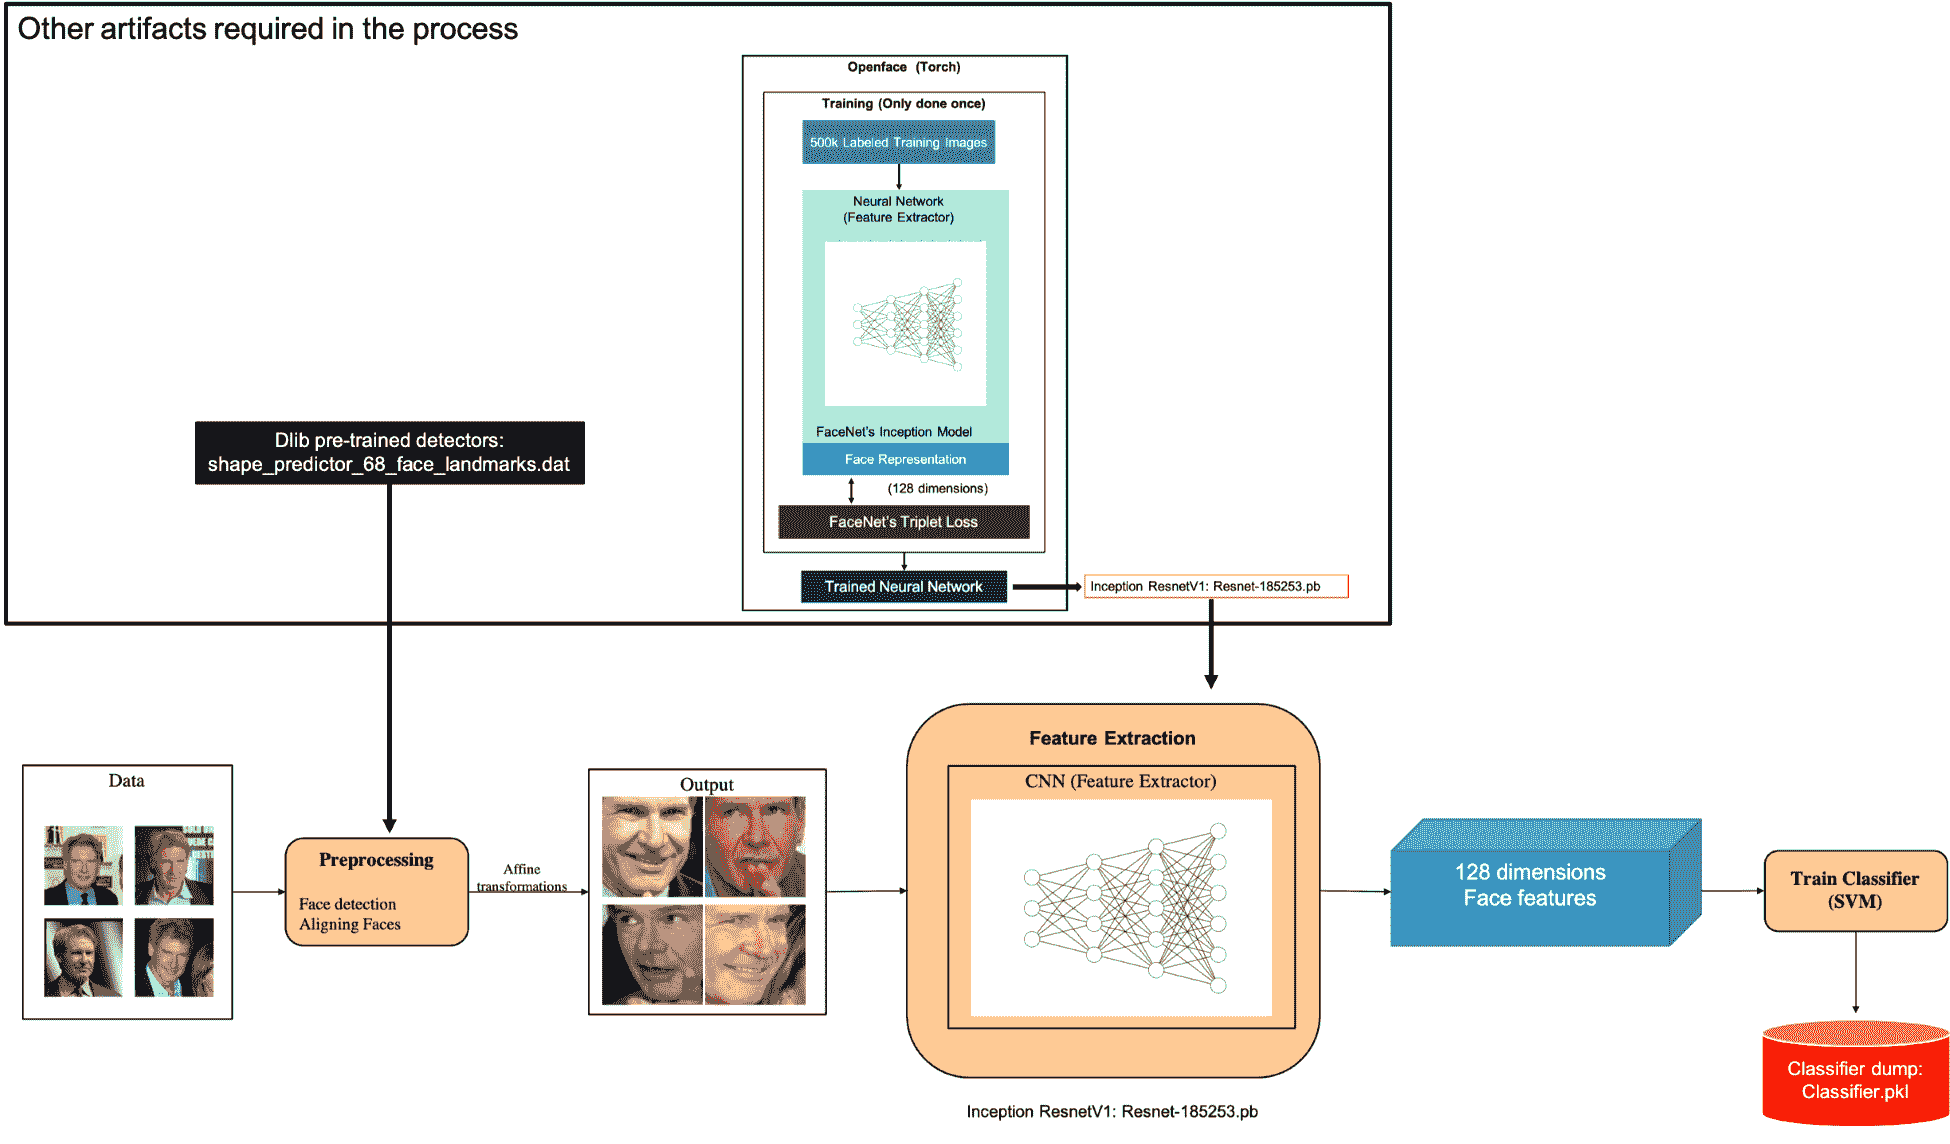 Other artifacts required in the process
Openface (Torch)
Training (Only done once)
500k Labeled Training Images
Neural Network
(Feature Extractor)
FaceNet's Inception Model
Face Representation
(128 dimensions)
FaceNet's Triplet Loss
Trained Neural Network
Inception ResnetV1: Resnet-185253.pb
Dlib pre-trained detectors:
shape_predictor_68_face_landmarks.dat
Data
Preprocessing
Face detection
Aligning Faces
Affine
transformations
Output
Feature Extraction
CNN (Feature Extractor)
Inception ResnetV1: Resnet-185253.pb
128 dimensions
Face features
Train Classifier
(SVM)
Classifier dump:
Classifier.pkl